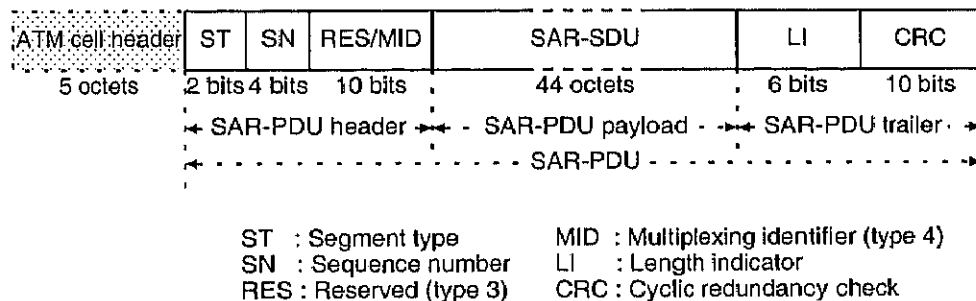 ATM cell header ST SN RES/MID SAR-SDU LI CRC
5 octets 2 bits 4 bits 10 bits 44 octets 6 bits 10 bits
SAR-PDU header SAR-PDU payload SAR-PDU trailer
SAR-PDU
ST : Segment type MID : Multiplexing identifier (type 4)
SN : Sequence number LI : Length indicator
RES : Reserved (type 3) CRC : Cyclic redundancy check